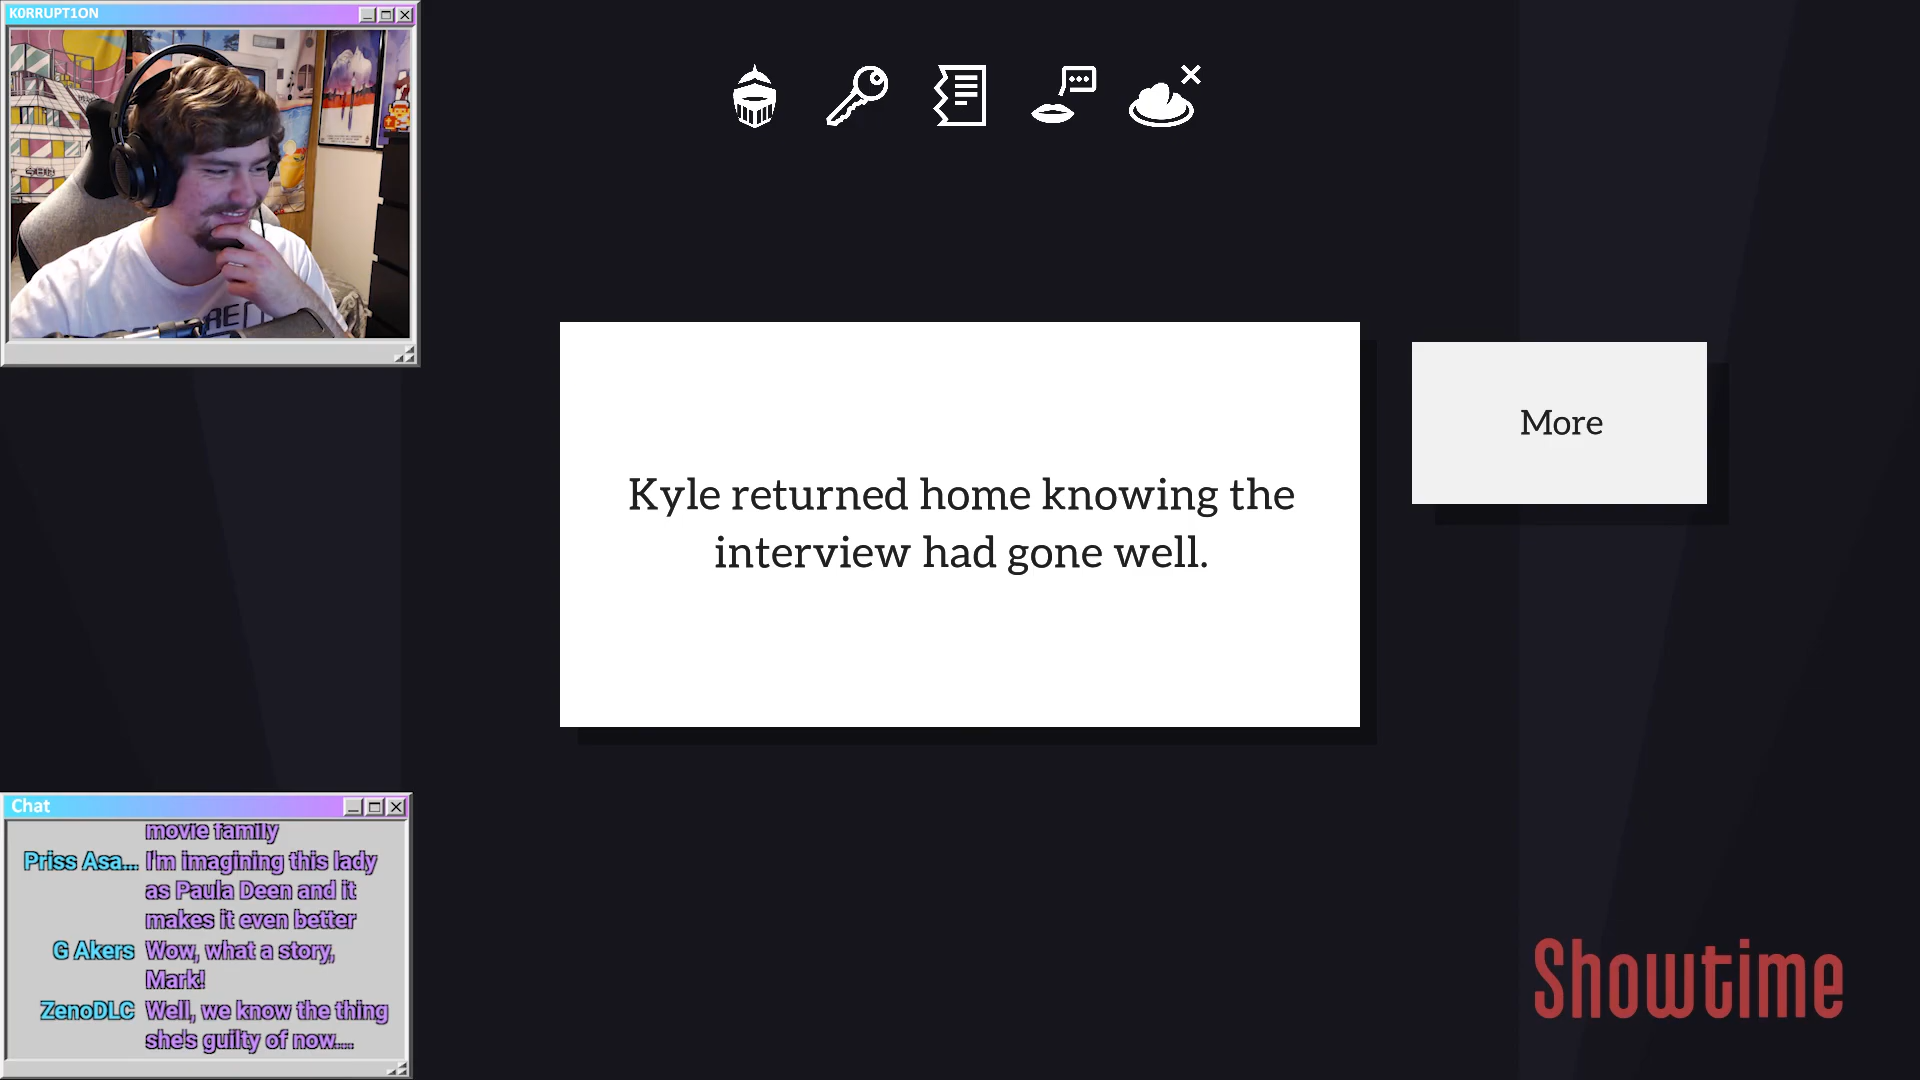 K0RRUPT1ON
Kyle returned home knowing the
interview had gone well.
More
Chat
movie family
Priss Asa... I'm imagining this lady
as Paula Deen and it
makes it even better
G Akers Wow, what a story,
Mark!
ZenoDLC Well, we know the thing
she's guilty of now....
Showtime